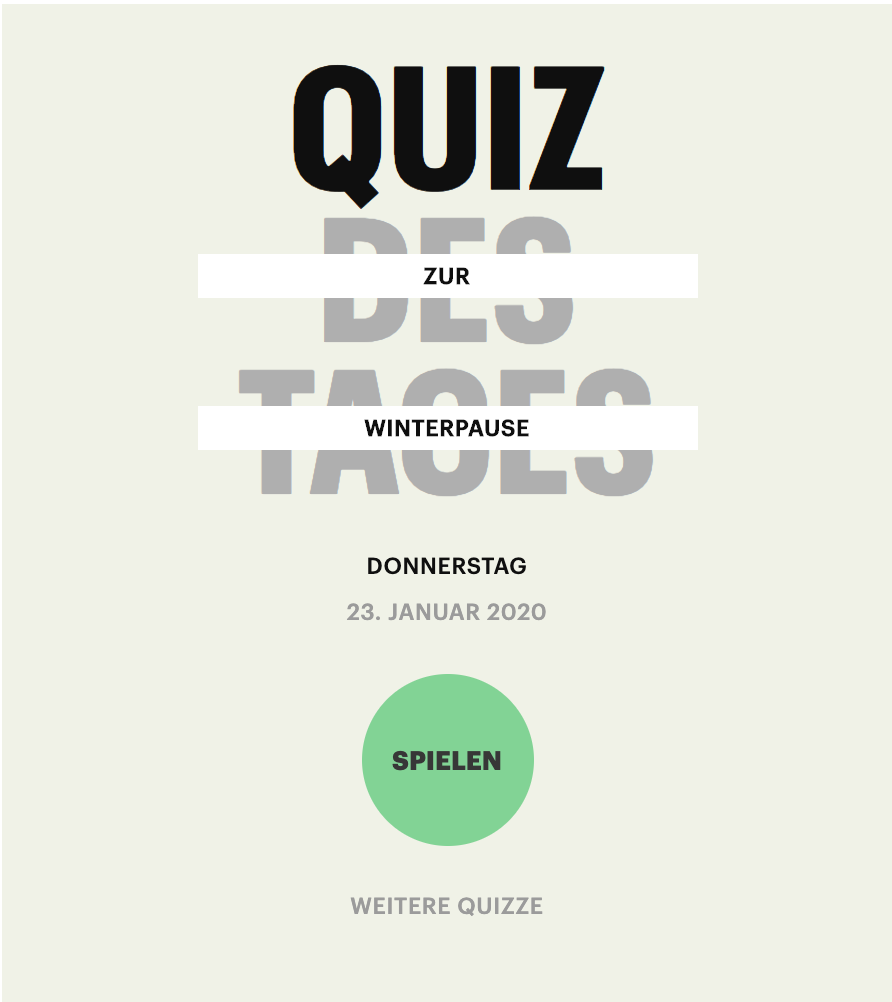 QUIZ
DES
ZUR
TAGES
WINTERPAUSE
DONNERSTAG
23. JANUAR 2020
SPIELEN
WEITERE QUIZZE